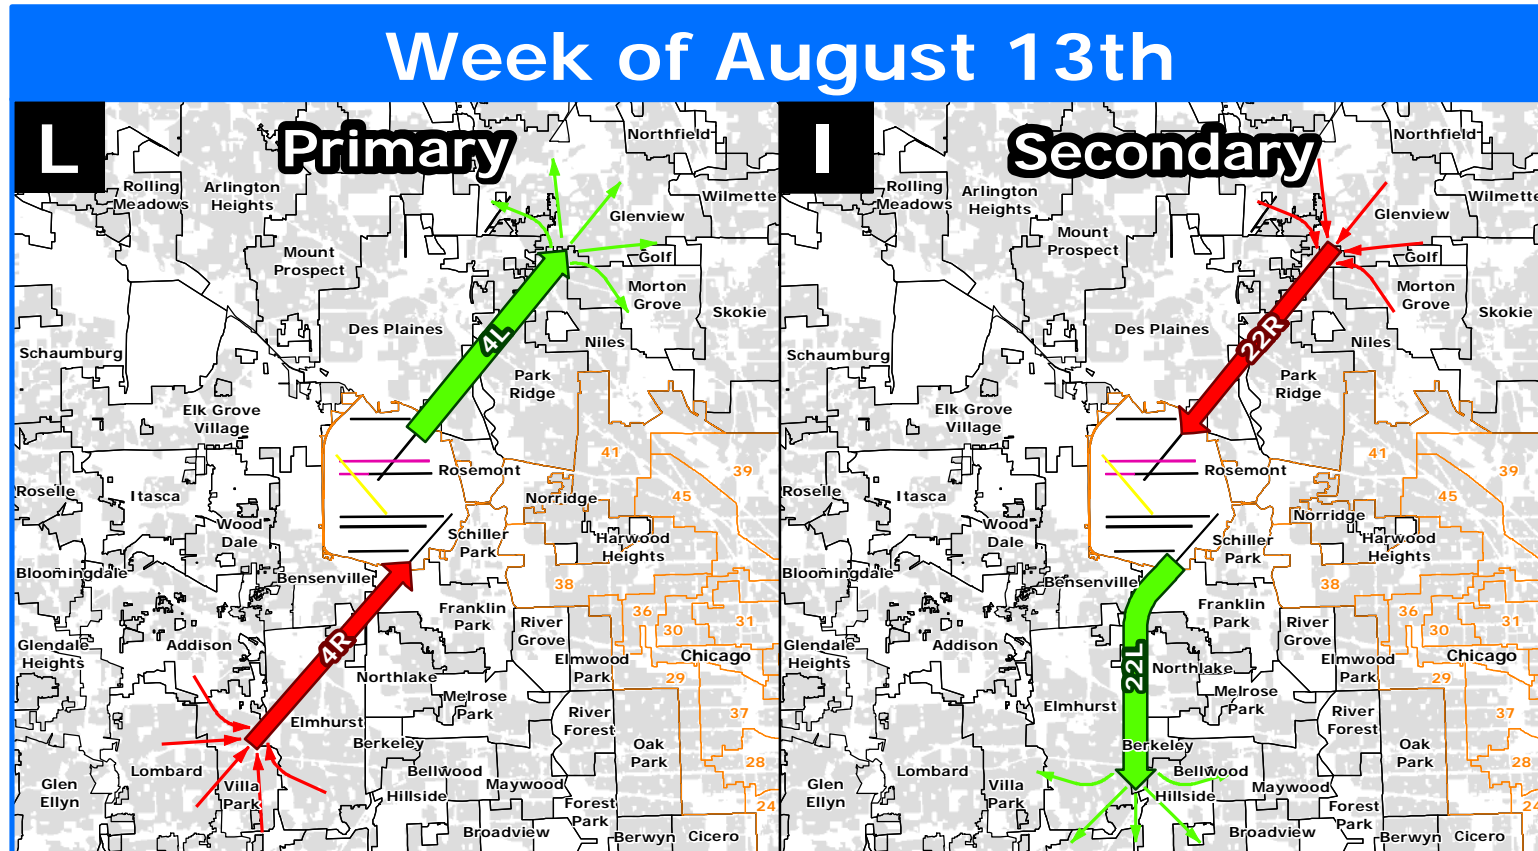 Week of August 13th
L
Primary
Northfield
Rolling
Meadows
Arlington
Heights
Wilmette
Glenview
Mount
Prospect
Golf
Morton
Grove
Skokie
Des Plaines
4L
Niles
Schaumburg
Park
Ridge
Elk Grove
Village
41
39
Rosemont
Roselle
Itasca
Norridge
45
Wood
Dale
Schiller
Park
Harwood
Heights
Bloomingdale
Bensenville
38
Franklin
Park
36
31
River
Grove
30
Glendale
Heights
Addison
4R
Elmwood
Park
Chicago
Northlake
29
Melrose
Park
Elmhurst
River
Forest
37
Berkeley
Oak
Park
28
Lombard
Bellwood
Glen
Ellyn
Villa
Park
Hillside
Maywood
Forest
Park
24
Broadview
Berwyn
Cicero
I
Secondary
Northfield
Rolling
Meadows
Arlington
Heights
Wilmette
Glenview
Mount
Prospect
Golf
Morton
Grove
Skokie
Des Plaines
22R
Niles
Schaumburg
Park
Ridge
Elk Grove
Village
41
39
Rosemont
Roselle
Itasca
Norridge
45
Wood
Dale
Schiller
Park
Harwood
Heights
Bloomingdale
Bensenville
38
Franklin
Park
36
31
River
Grove
30
Glendale
Heights
Addison
22L
Elmwood
Park
Chicago
Northlake
29
Melrose
Park
Elmhurst
River
Forest
37
Berkeley
Oak
Park
28
Lombard
Bellwood
Glen
Ellyn
Villa
Park
Hillside
Maywood
Forest
Park
24
Broadview
Berwyn
Cicero